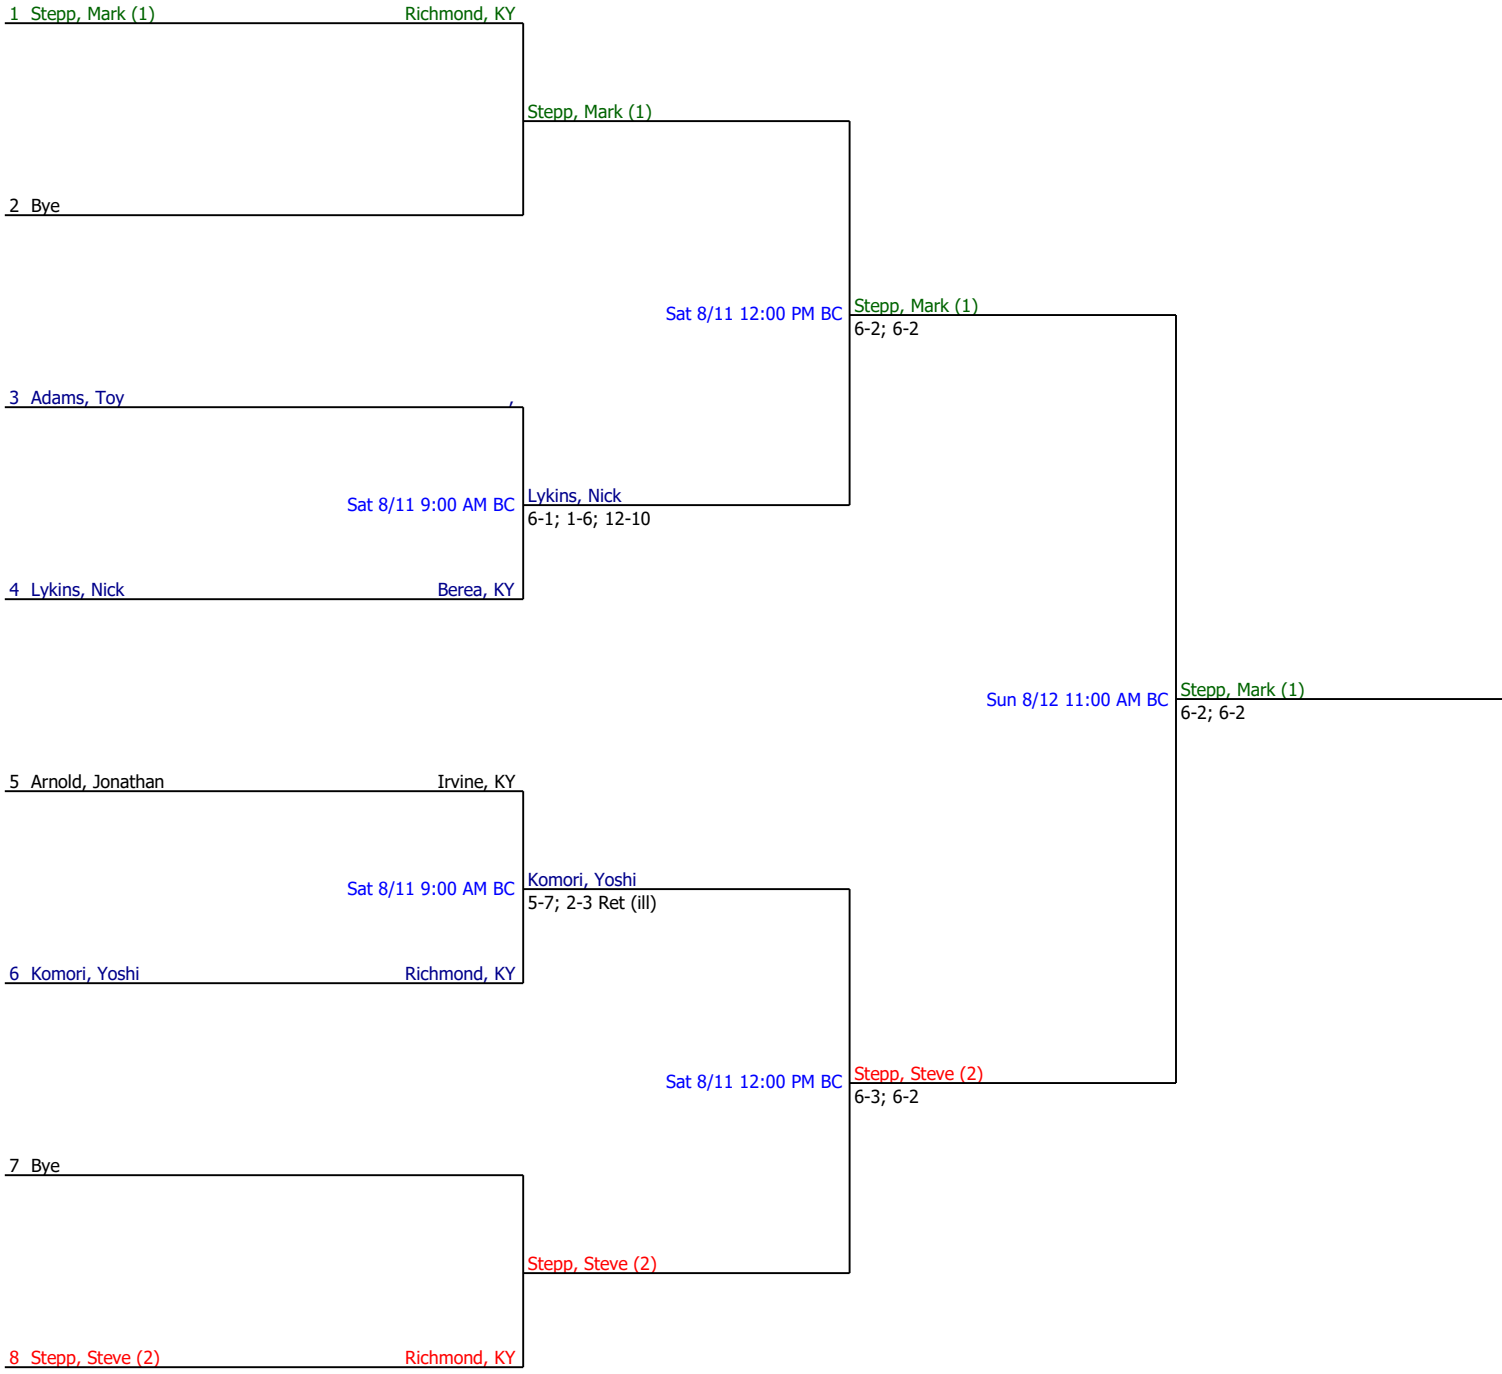 1 Stepp, Mark (1) Richmond, KY
Stepp, Mark (1)
2 Bye
Sat 8/11 12:00 PM BC
Stepp, Mark (1)
6-2; 6-2
3 Adams, Toy ,
Sat 8/11 9:00 AM BC
Lykins, Nick
6-1; 1-6; 12-10
4 Lykins, Nick Berea, KY
Sun 8/12 11:00 AM BC
Stepp, Mark (1)
6-2; 6-2
5 Arnold, Jonathan Irvine, KY
Sat 8/11 9:00 AM BC
Komori, Yoshi
5-7; 2-3 Ret (ill)
6 Komori, Yoshi Richmond, KY
Sat 8/11 12:00 PM BC
Stepp, Steve (2)
6-3; 6-2
7 Bye
Stepp, Steve (2)
8 Stepp, Steve (2) Richmond, KY